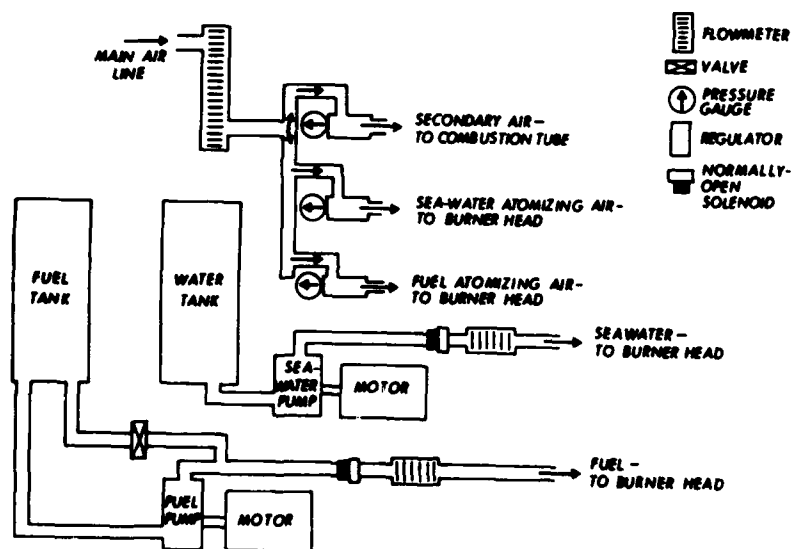 MAIN AIR
LINE
SECONDARY AIR—
TO COMBUSTION TUBE
SEA-WATER ATOMIZING AIR—
TO BURNER HEAD
FUEL ATOMIZING AIR—
TO BURNER HEAD
FLOWMETER
VALVE
PRESSURE
GAUGE
REGULATOR
NORMALLY-
OPEN
SOLENOID
FUEL
TANK
WATER
TANK
SEA-
WATER
PUMP
MOTOR
SEAWATER—
TO BURNER HEAD
FUEL
PUMP
MOTOR
FUEL—
TO BURNER HEAD